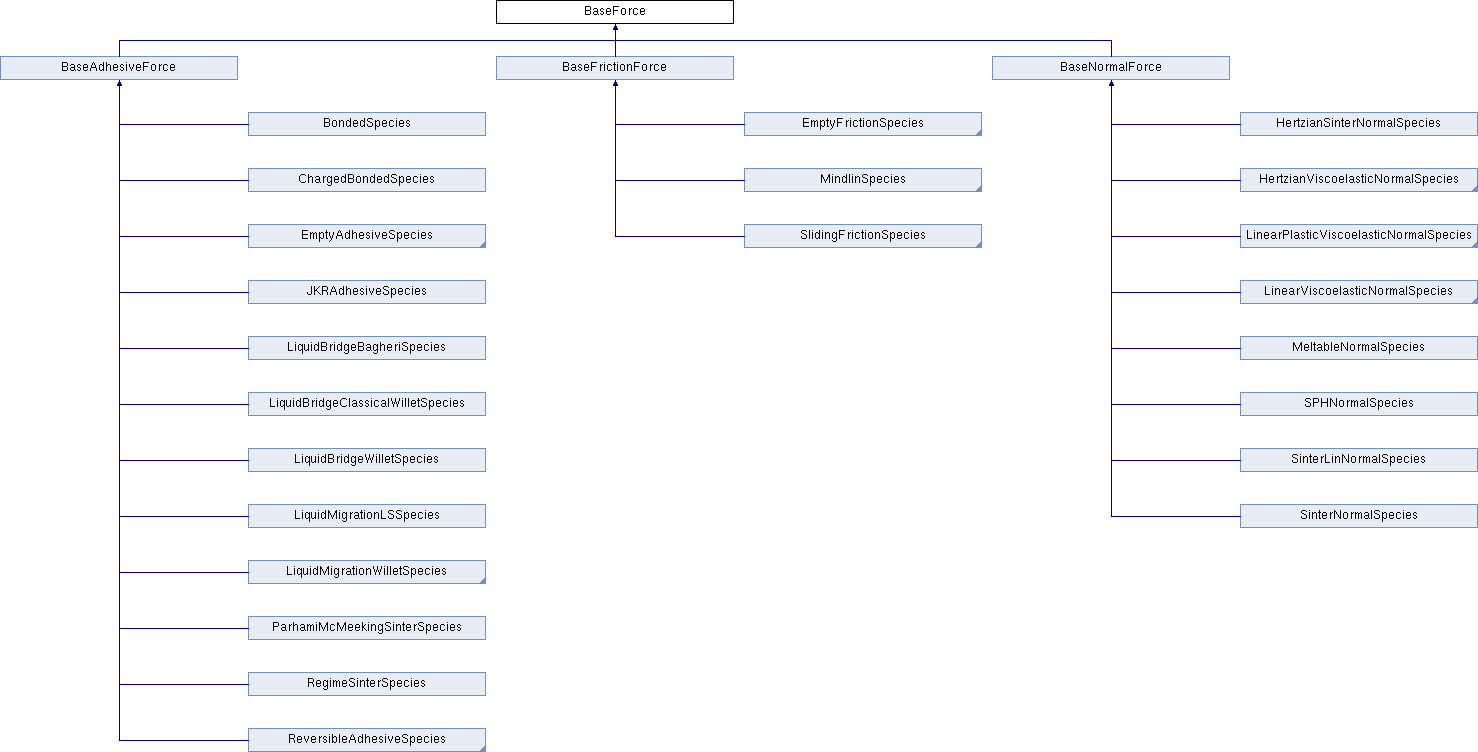 BaseForce
BaseAdhesiveForce
BaseFrictionForce
BaseNormalForce
BondedSpecies
EmptyFrictionSpecies
HertzianSinterNormalSpecies
ChargedBondedSpecies
MindlinSpecies
HertzianViscoelasticNormalSpecies
EmptyAdhesiveSpecies
SlidingFrictionSpecies
LinearPlasticViscoelasticNormalSpecies
JKRAdhesiveSpecies
LinearViscoelasticNormalSpecies
LiquidBridgeBagheriSpecies
MeltableNormalSpecies
LiquidBridgeClassicalWilletSpecies
SPHNormalSpecies
LiquidBridgeWilletSpecies
SinterLinNormalSpecies
LiquidMigrationLSSpecies
SinterNormalSpecies
LiquidMigrationWilletSpecies
ParhamiMcMeekingSinterSpecies
RegimeSinterSpecies
ReversibleAdhesiveSpecies